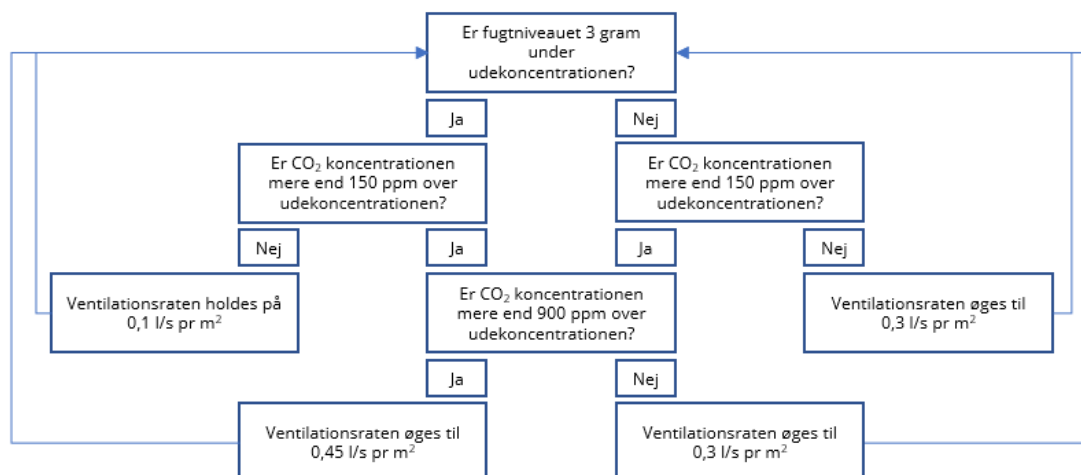 Er fugtniveauet 3 gram
under
udekoncentrationen?
Ja
Nej
Er CO₂ koncentrationen
mere end 150 ppm over
udekoncentrationen?
Er CO₂ koncentrationen
mere end 150 ppm over
udekoncentrationen?
Nej
Ja
Ja
Nej
Ventilationsraten holdes på
0,1 l/s pr m²
Er CO₂ koncentrationen
mere end 900 ppm over
udekoncentrationen?
Ventilationsraten øges til
0,3 l/s pr m²
Ja
Nej
Ventilationsraten øges til
0,45 l/s pr m²
Ventilationsraten øges til
0,3 l/s pr m²